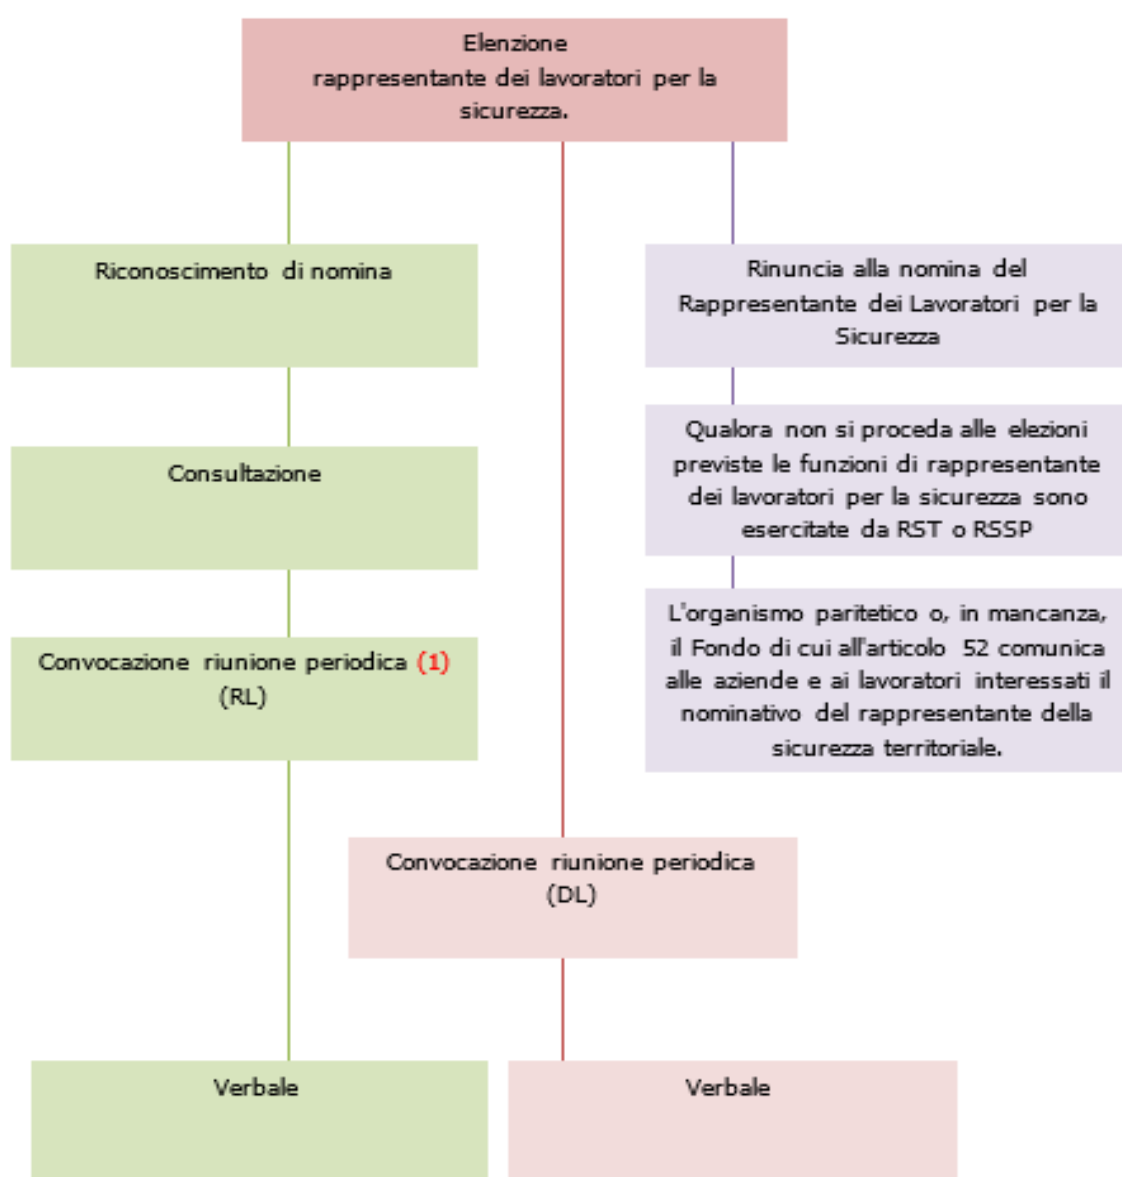 Elenzione
rappresentante dei lavoratori per la
sicurezza.
Riconoscimento di nomina
Rinuncia alla nomina del
Rappresentante dei Lavoratori per la
Sicurezza
Consultazione
Qualora non si proceda alle elezioni
previste le funzioni di rappresentante
dei lavoratori per la sicurezza sono
esercitate da RST o RSSP
Convocazione riunione periodica (1)
(RL)
L'organismo paritetico o, in mancanza,
il Fondo di cui all'articolo 52 comunica
alle aziende e ai lavoratori interessati il
nominativo del rappresentante della
sicurezza territoriale.
Convocazione riunione periodica
(DL)
Verbale
Verbale